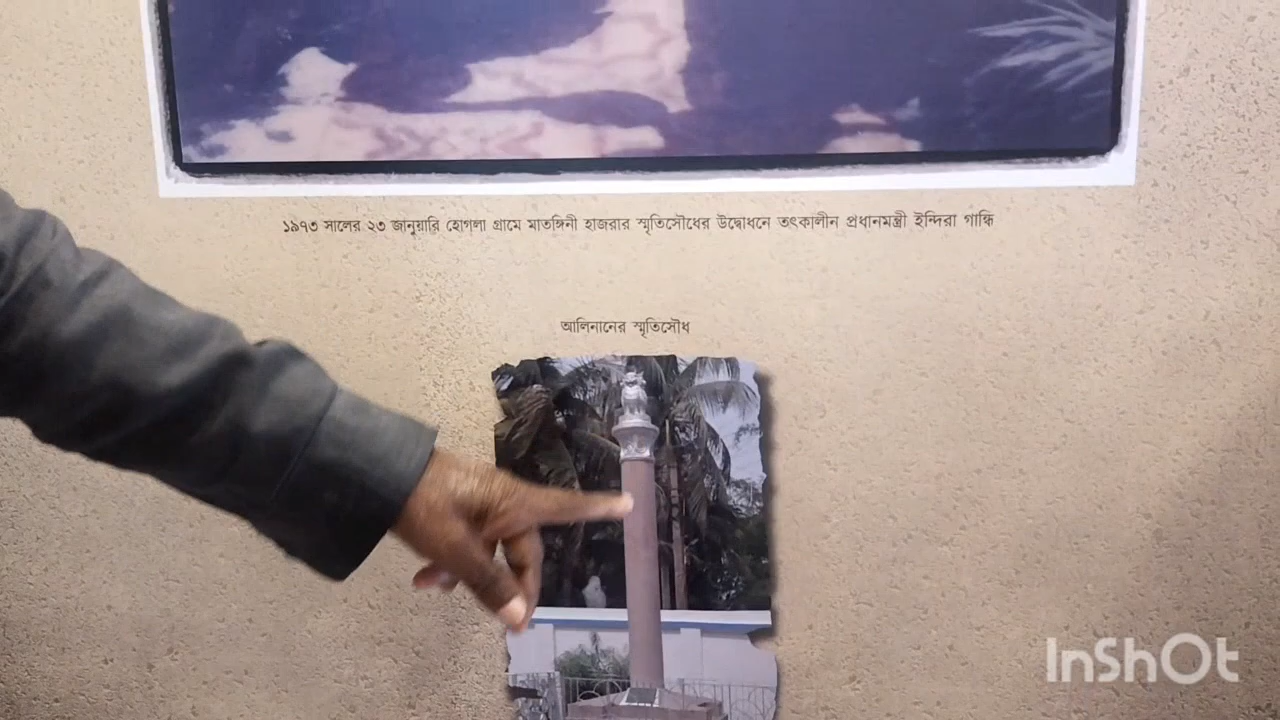 ১৯৭৩ সালের ২৩ জানুয়ারি হোগলা গ্রামে মাতঙ্গিনী হাজরার স্মৃতিসৌধের উদ্বোধনে তৎকালীন প্রধানমন্ত্রী ইন্দিরা গান্ধি
আলিনানের স্মৃতিসৌধ
InShOt